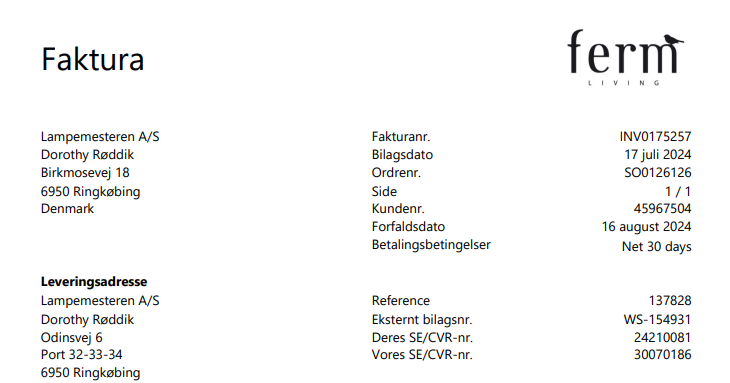 Faktura
ferm
LIVING
Lampemesteren A/S
Dorothy Røddik
Birkmosevej 18
6950 Ringkøbing
Denmark
Fakturanr. INV0175257
Bilagsdato 17 juli 2024
Ordrenr. SO0126126
Side 1 / 1
Kundenr. 45967504
Forfaldsdato 16 august 2024
Betalingsbetingelser Net 30 days
Leveringsadresse
Lampemesteren A/S
Dorothy Røddik
Odinsvej 6
Port 32-33-34
6950 Ringkøbing
Reference 137828
Eksternt bilagsnr. WS-154931
Deres SE/CVR-nr. 24210081
Vores SE/CVR-nr. 30070186